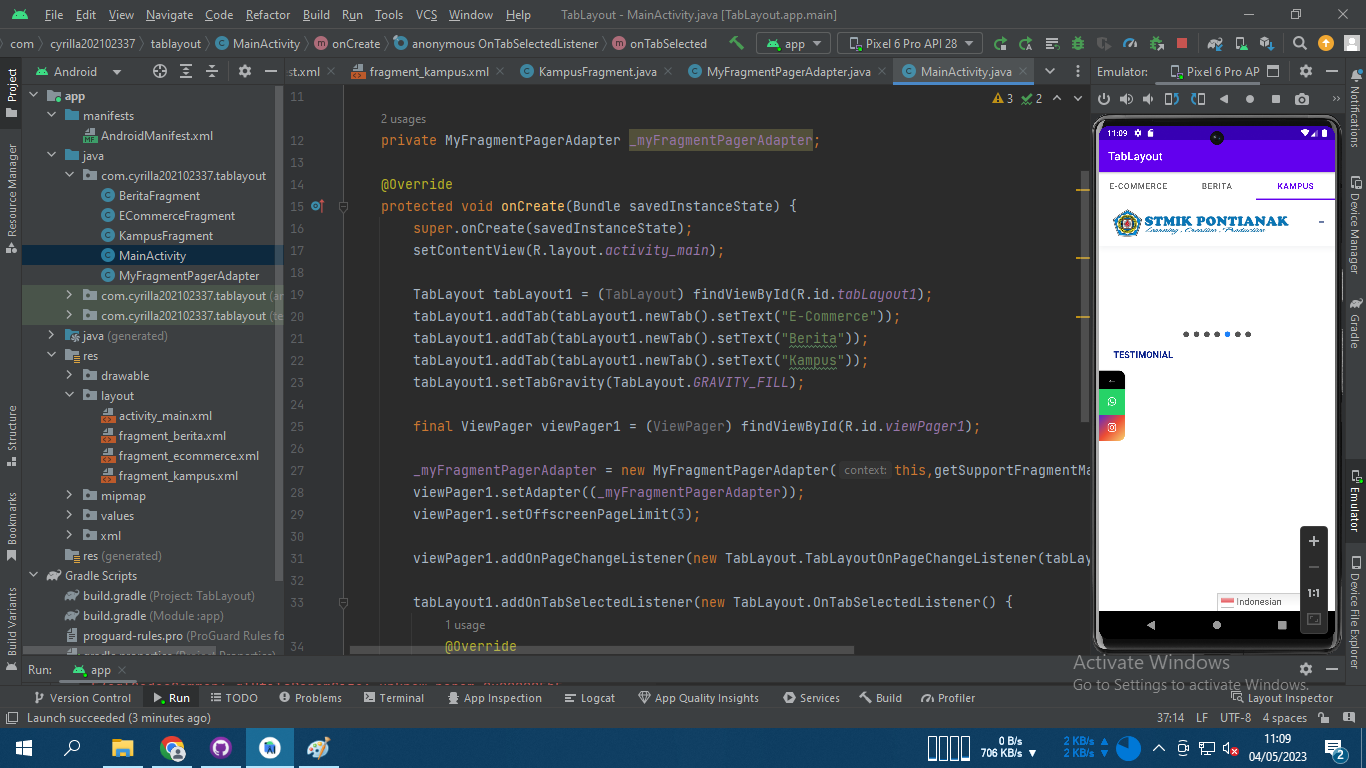 File Edit View Navigate Code Refactor Build Run Tools VCS Window Help TabLayout - MainActivity.java [TabLayout.app.main]
com cyrilla202102337 tablayout MainActivity onCreate anonymous OnTabSelectedListener onTabSelected app Pixel 6 Pro API 28
Project
Resource Manager
Structure
Bookmarks
Build Variants
Android
app
manifests
AndroidManifest.xml
java
com.cyrilla202102337.tablayout
BeritaFragment
ECommerceFragment
KampusFragment
MainActivity
MyFragmentPagerAdapter
com.cyrilla202102337.tablayout
com.cyrilla202102337.tablayout
java (generated)
res
drawable
layout
activity_main.xml
fragment_berita.xml
fragment_ecommerce.xml
fragment_kampus.xml
mipmap
values
xml
res (generated)
Gradle Scripts
build.gradle (Project: TabLayout)
build.gradle (Module :app)
proguard-rules.pro (ProGuard Rules fo
st.xml fragment_kampus.xml KampusFragment.java MyFragmentPagerAdapter.java MainActivity.java
3 2
11
2 usages
12 private MyFragmentPagerAdapter _myFragmentPagerAdapter;
13
14 @Override
15 protected void onCreate(Bundle savedInstanceState) {
16 super.onCreate(savedInstanceState);
17 setContentView(R.layout.activity_main);
18
19 TabLayout tabLayout1 = (TabLayout) findViewById(R.id.tabLayout1);
20 tabLayout1.addTab(tabLayout1.newTab().setText("E-Commerce"));
21 tabLayout1.addTab(tabLayout1.newTab().setText("Berita"));
22 tabLayout1.addTab(tabLayout1.newTab().setText("Kampus"));
23 tabLayout1.setTabGravity(TabLayout.GRAVITY_FILL);
24
25 final ViewPager viewPager1 = (ViewPager) findViewById(R.id.viewPager1);
26
27 _myFragmentPagerAdapter = new MyFragmentPagerAdapter( context: this,getSupportFragmentMa
28 viewPager1.setAdapter((_myFragmentPagerAdapter));
29 viewPager1.setOffscreenPageLimit(3);
30
31 viewPager1.addOnPageChangeListener(new TabLayout.TabLayoutOnPageChangeListener(tabLay
32
33 tabLayout1.addOnTabSelectedListener(new TabLayout.OnTabSelectedListener() {
1 usage
34 @Override
Emulator: Pixel 6 Pro AP
11:09
TabLayout
E-COMMERCE BERITA KAMPUS
STMIK PONTIANAK
Learning - Creation - Production
TESTIMONIAL
Indonesian
1:1
Notifications
Device Manager
Gradle
Emulator
Device File Explorer
Run: app
Activate Windows
Go to Settings to activate Windows.
Version Control Run TODO Problems Terminal App Inspection Logcat App Quality Insights Services Build Profiler Layout Inspector
Launch succeeded (3 minutes ago) 37:14 LF UTF-8 4 spaces
0 B/s
706 KB/s
2 KB/s
2 KB/s
11:09
04/05/2023
2